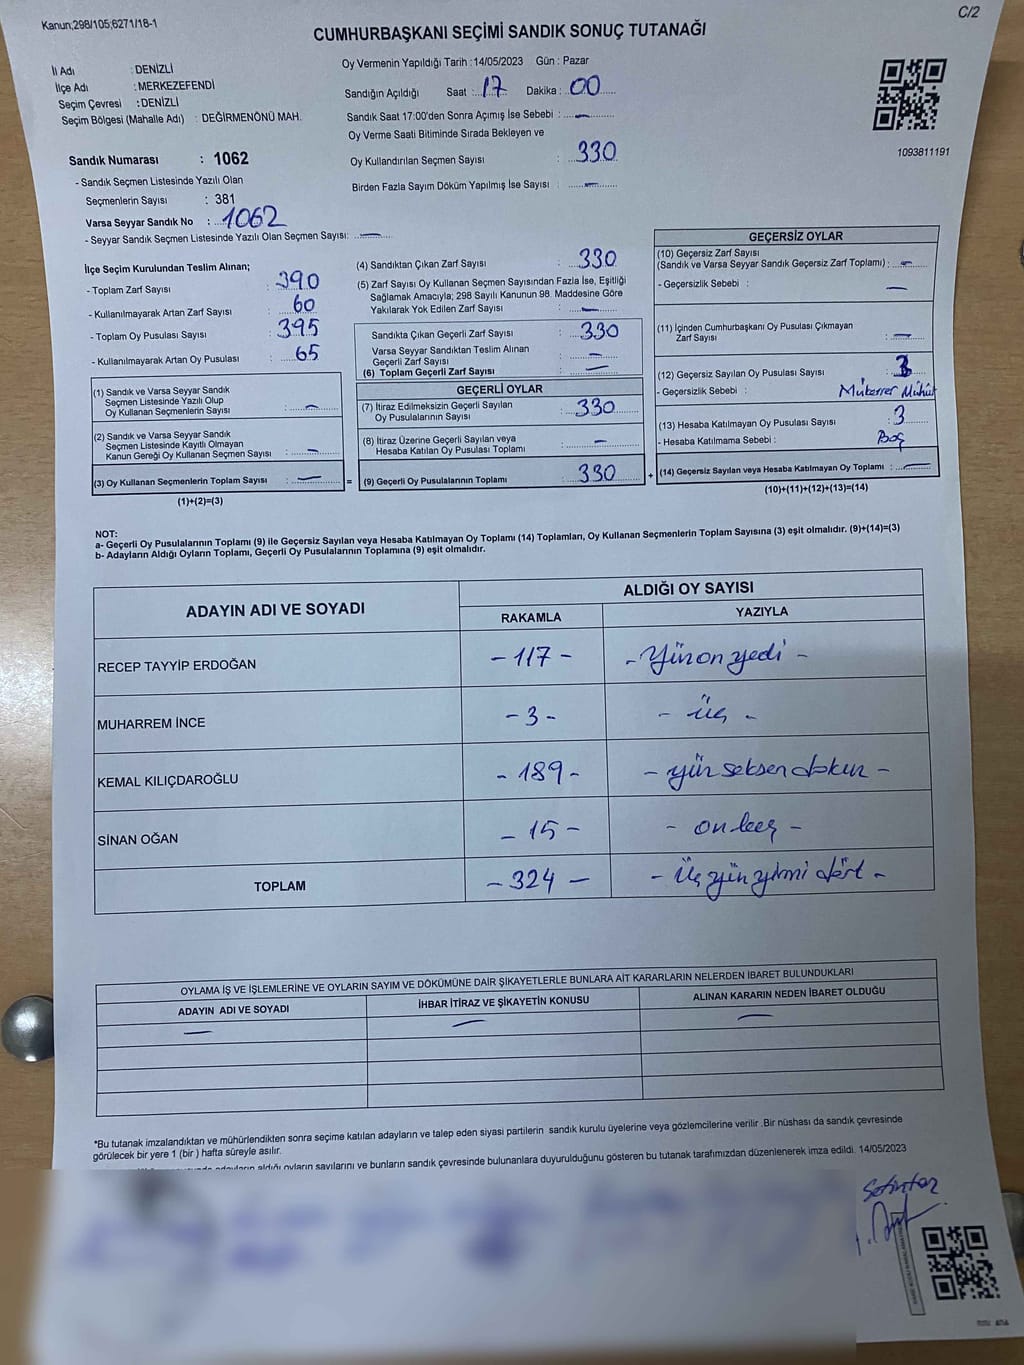 Kanun,298/105;6271/18-1
C/2
CUMHURBAŞKANI SEÇİMİ SANDIK SONUÇ TUTANAĞI
İl Adı : DENİZLİ
İlçe Adı : MERKEZEFENDİ
Seçim Çevresi : DENİZLİ
Seçim Bölgesi (Mahalle Adı) : DEĞİRMENÖNÜ MAH.
Oy Vermenin Yapıldığı Tarih :14/05/2023 Gün : Pazar
Sandığın Açıldığı Saat : 17 Dakika : 00
Sandık Saat 17:00'den Sonra Açımış İse Sebebi : —
Oy Verme Saati Bitiminde Sırada Bekleyen ve
Oy Kullandırılan Seçmen Sayısı : 330
Birden Fazla Sayım Döküm Yapılmış İse Sayısı : —
1093811191
Sandık Numarası : 1062
- Sandık Seçmen Listesinde Yazılı Olan
Seçmenlerin Sayısı : 381
Varsa Seyyar Sandık No : 1062
- Seyyar Sandık Seçmen Listesinde Yazılı Olan Seçmen Sayısı: —
İlçe Seçim Kurulundan Teslim Alınan;
- Toplam Zarf Sayısı : 390
- Kullanılmayarak Artan Zarf Sayısı : 60
- Toplam Oy Pusulası Sayısı : 395
- Kullanılmayarak Artan Oy Pusulası : 65
(1) Sandık ve Varsa Seyyar Sandık
Seçmen Listesinde Yazılı Olup
Oy Kullanan Seçmenlerin Sayısı : —
(2) Sandık ve Varsa Seyyar Sandık
Seçmen Listesinde Kayıtlı Olmayan
Kanun Gereği Oy Kullanan Seçmen Sayısı : —
(3) Oy Kullanan Seçmenlerin Toplam Sayısı : —
(1)+(2)=(3)
=
(4) Sandıktan Çıkan Zarf Sayısı : 330
(5) Zarf Sayısı Oy Kullanan Seçmen Sayısından Fazla İse, Eşitliği
Sağlamak Amacıyla; 298 Sayılı Kanunun 98. Maddesine Göre
Yakılarak Yok Edilen Zarf Sayısı : —
Sandıkta Çıkan Geçerli Zarf Sayısı : 330
Varsa Seyyar Sandıktan Teslim Alınan
Geçerli Zarf Sayısı : —
(6) Toplam Geçerli Zarf Sayısı : —
GEÇERLİ OYLAR
(7) İtiraz Edilmeksizin Geçerli Sayılan
Oy Pusulalarının Sayısı : 330
(8) İtiraz Üzerine Geçerli Sayılan veya
Hesaba Katılan Oy Pusulası Toplamı : —
(9) Geçerli Oy Pusulalarının Toplamı : 330
+
GEÇERSİZ OYLAR
(10) Geçersiz Zarf Sayısı
(Sandık ve Varsa Seyyar Sandık Geçersiz Zarf Toplamı) : —
- Geçersizlik Sebebi : —
(11) İçinden Cumhurbaşkanı Oy Pusulası Çıkmayan
Zarf Sayısı : —
(12) Geçersiz Sayılan Oy Pusulası Sayısı : 3
- Geçersizlik Sebebi : Mükerrer Mühür
(13) Hesaba Katılmayan Oy Pusulası Sayısı : 3
- Hesaba Katılmama Sebebi : Boş
(14) Geçersiz Sayılan veya Hesaba Katılmayan Oy Toplamı : —
(10)+(11)+(12)+(13)=(14)
NOT:
a- Geçerli Oy Pusulalarının Toplamı (9) ile Geçersiz Sayılan veya Hesaba Katılmayan Oy Toplamı (14) Toplamları, Oy Kullanan Seçmenlerin Toplam Sayısına (3) eşit olmalıdır. (9)+(14)=(3)
b- Adayların Aldığı Oyların Toplamı, Geçerli Oy Pusulalarının Toplamına (9) eşit olmalıdır.
ADAYIN ADI VE SOYADI
ALDIĞI OY SAYISI
RAKAMLA YAZIYLA
RECEP TAYYİP ERDOĞAN -117- - Yüzonyedi -
MUHARREM İNCE -3- - üç -
KEMAL KILIÇDAROĞLU -189- - yüz seksen dokuz -
SİNAN OĞAN -15- - on beş -
TOPLAM -324- - Üç yüz yirmi dört -
OYLAMA İŞ VE İŞLEMLERİNE VE OYLARIN SAYIM VE DÖKÜMÜNE DAİR ŞİKAYETLERLE BUNLARA AİT KARARLARIN NELERDEN İBARET BULUNDUKLARI
ADAYIN ADI VE SOYADI İHBAR İTİRAZ VE ŞİKAYETİN KONUSU ALINAN KARARIN NEDEN İBARET OLDUĞU
— — —
*Bu tutanak imzalandıktan ve mühürlendikten sonra seçime katılan adayların ve talep eden siyasi partilerin sandık kurulu üyelerine veya gözlemcilerine verilir .Bir nüshası da sandık çevresinde
görülecek bir yere 1 (bir ) hafta süreyle asılır.
adayların aldığı oyların sayılarını ve bunların sandık çevresinde bulunanlara duyurulduğunu gösteren bu tutanak tarafımızdan düzenlenerek imza edildi. 14/05/2023